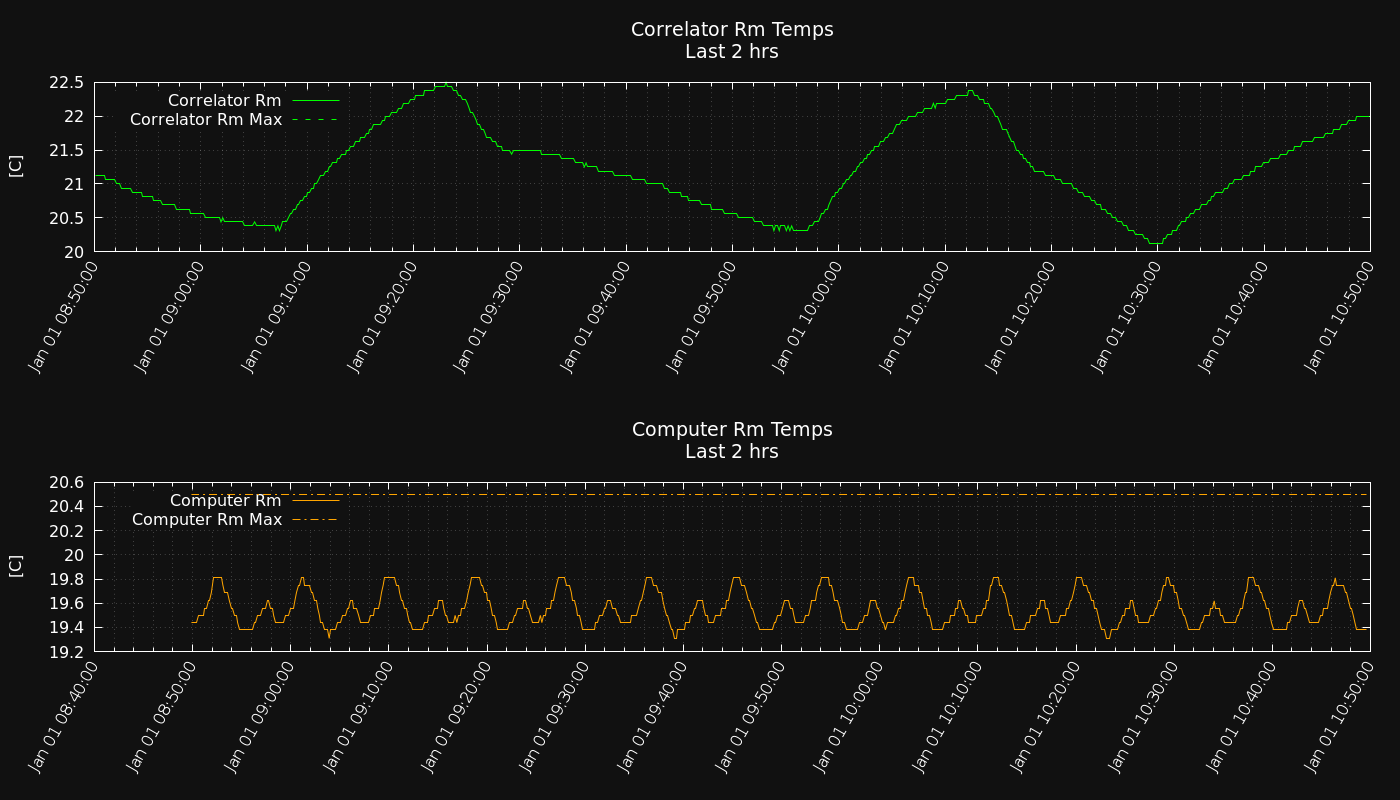 Correlator Rm Temps
Last 2 hrs
22.5
22
21.5
21
20.5
20
[C]
Correlator Rm
Correlator Rm Max
Jan 01 08:50:00
Jan 01 09:00:00
Jan 01 09:10:00
Jan 01 09:20:00
Jan 01 09:30:00
Jan 01 09:40:00
Jan 01 09:50:00
Jan 01 10:00:00
Jan 01 10:10:00
Jan 01 10:20:00
Jan 01 10:30:00
Jan 01 10:40:00
Jan 01 10:50:00
Computer Rm Temps
Last 2 hrs
20.6
20.4
20.2
20
19.8
19.6
19.4
19.2
[C]
Computer Rm
Computer Rm Max
Jan 01 08:40:00
Jan 01 08:50:00
Jan 01 09:00:00
Jan 01 09:10:00
Jan 01 09:20:00
Jan 01 09:30:00
Jan 01 09:40:00
Jan 01 09:50:00
Jan 01 10:00:00
Jan 01 10:10:00
Jan 01 10:20:00
Jan 01 10:30:00
Jan 01 10:40:00
Jan 01 10:50:00